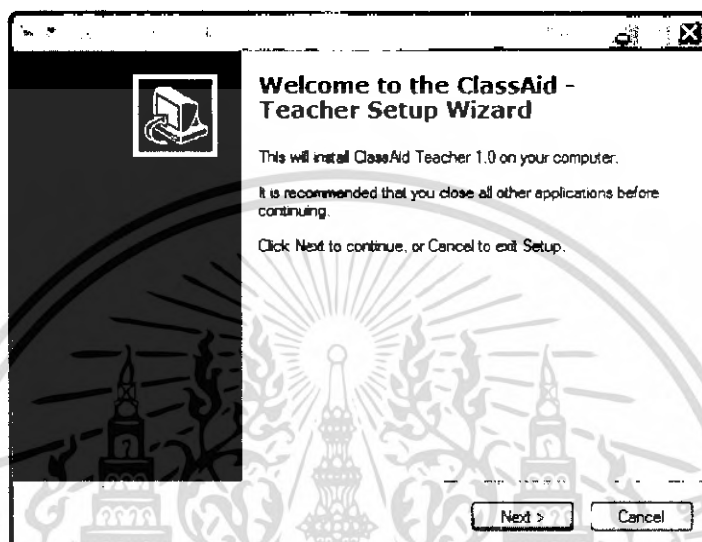 Welcome to the ClassAid -
Teacher Setup Wizard
This will install ClassAid Teacher 1.0 on your computer.
It is recommended that you close all other applications before
continuing.
Click Next to continue, or Cancel to exit Setup.
Next >
Cancel